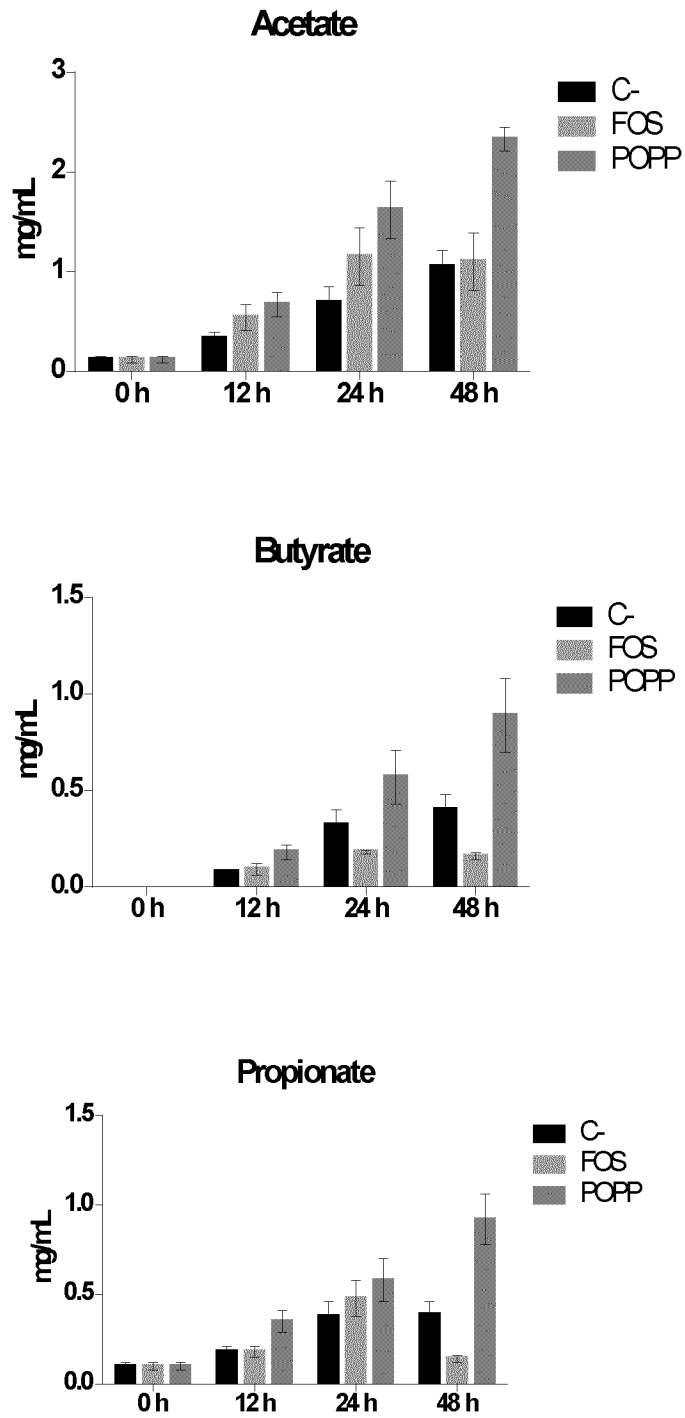 Acetate
3
2
1
0
mg/mL
0 h
12 h
24 h
48 h
C-
FOS
POPP
Butyrate
1.5
1.0
0.5
0.0
mg/mL
0 h
12 h
24 h
48 h
C-
FOS
POPP
Propionate
1.5
1.0
0.5
0.0
mg/mL
0 h
12 h
24 h
48 h
C-
FOS
POPP